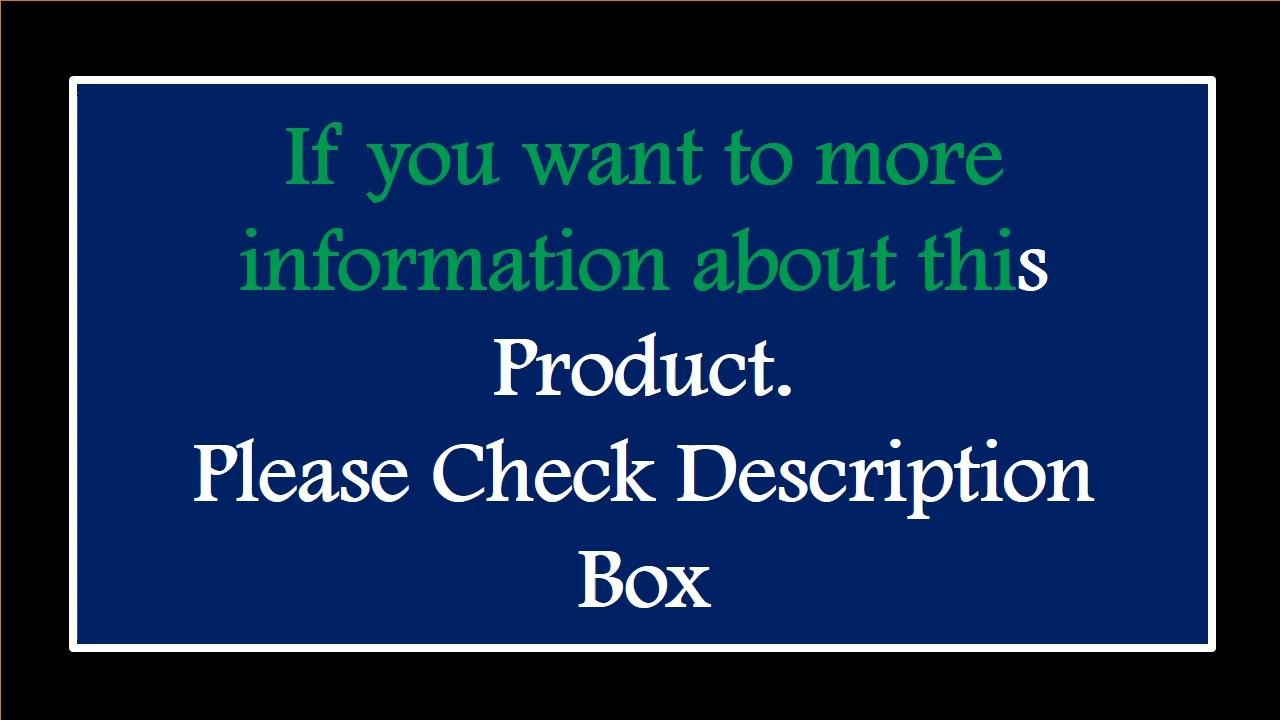 If you want to more
information about this
Product.
Please Check Description
Box